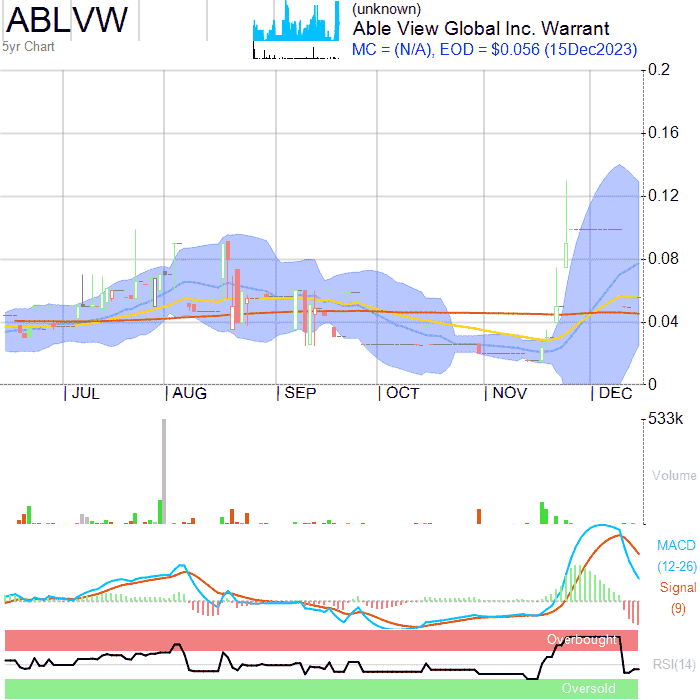 ABLVW
5yr Chart
(unknown)
Able View Global Inc. Warrant
MC = (N/A), EOD = $0.056 (15Dec2023)
0.2
0.16
0.12
0.08
0.04
0
JUL AUG SEP OCT NOV DEC
533k
Volume
MACD
(12-26)
Signal
(9)
Overbought
RSI(14)
Oversold